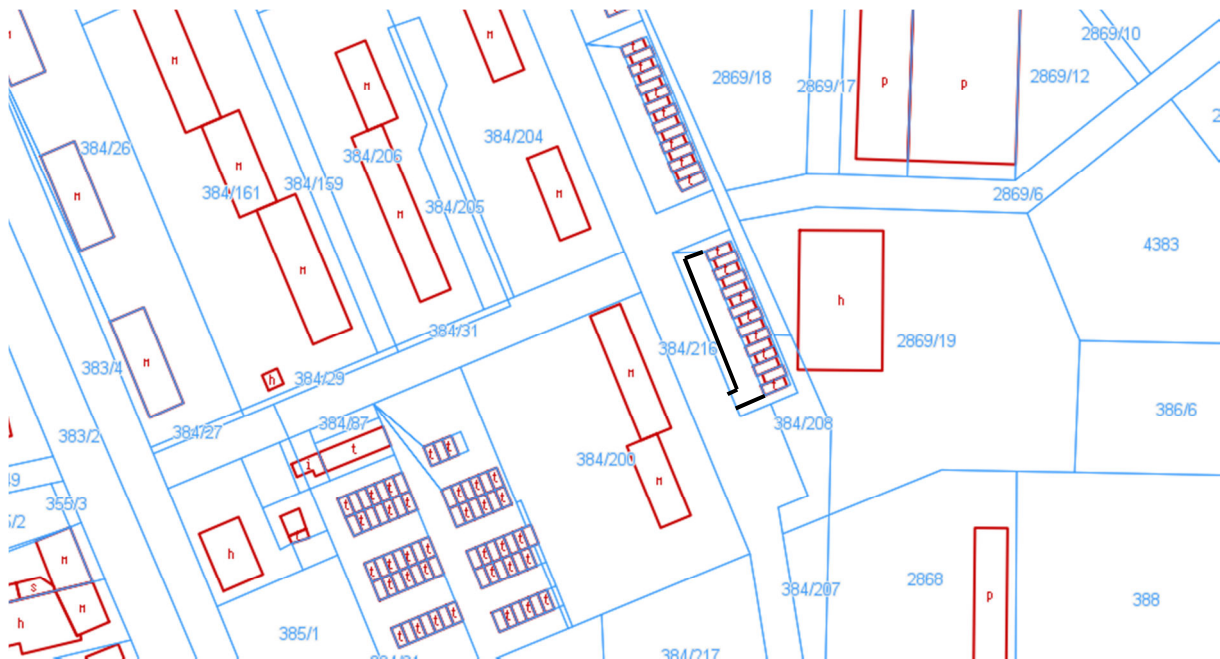 2869/10
M
M
2869/18
2869/17
p
p
2869/12
M
M
384/26
384/204
384/206
M
384/161
384/159
M
M
384/205
M
2869/6
M
4383
t
M
h
384/31
2869/19
384/216
M
383/4
h
384/29
M
386/6
384/87
384/208
383/2
384/27
t
t t
384/200
t
M
355/3
h
t
2868
384/207
p
388
M
s
M
h
385/1
384/217